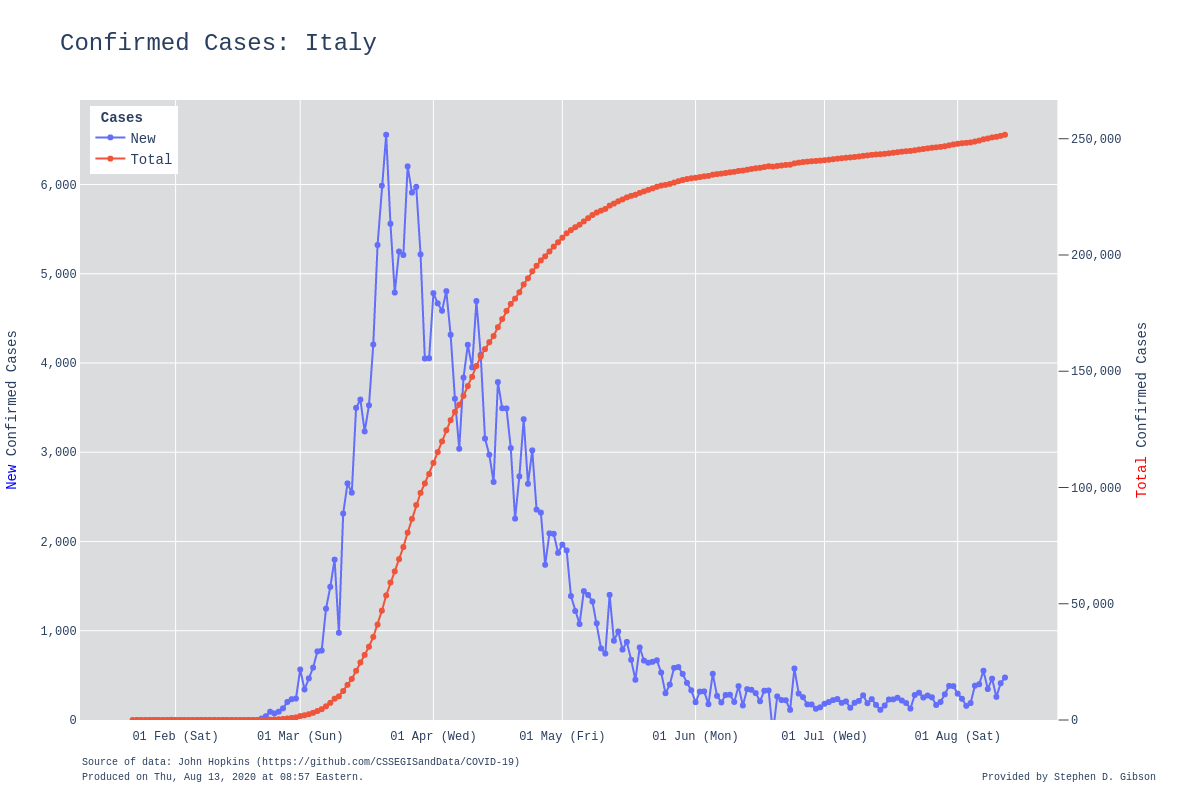 Confirmed Cases: Italy
Cases
New
Total
6,000
5,000
4,000
3,000
2,000
1,000
0
New Confirmed Cases
250,000
200,000
150,000
100,000
50,000
0
Total Confirmed Cases
01 Feb (Sat) 01 Mar (Sun) 01 Apr (Wed) 01 May (Fri) 01 Jun (Mon) 01 Jul (Wed) 01 Aug (Sat)
Source of data: John Hopkins (https://github.com/CSSEGISandData/COVID-19)
Produced on Thu, Aug 13, 2020 at 08:57 Eastern.
Provided by Stephen D. Gibson